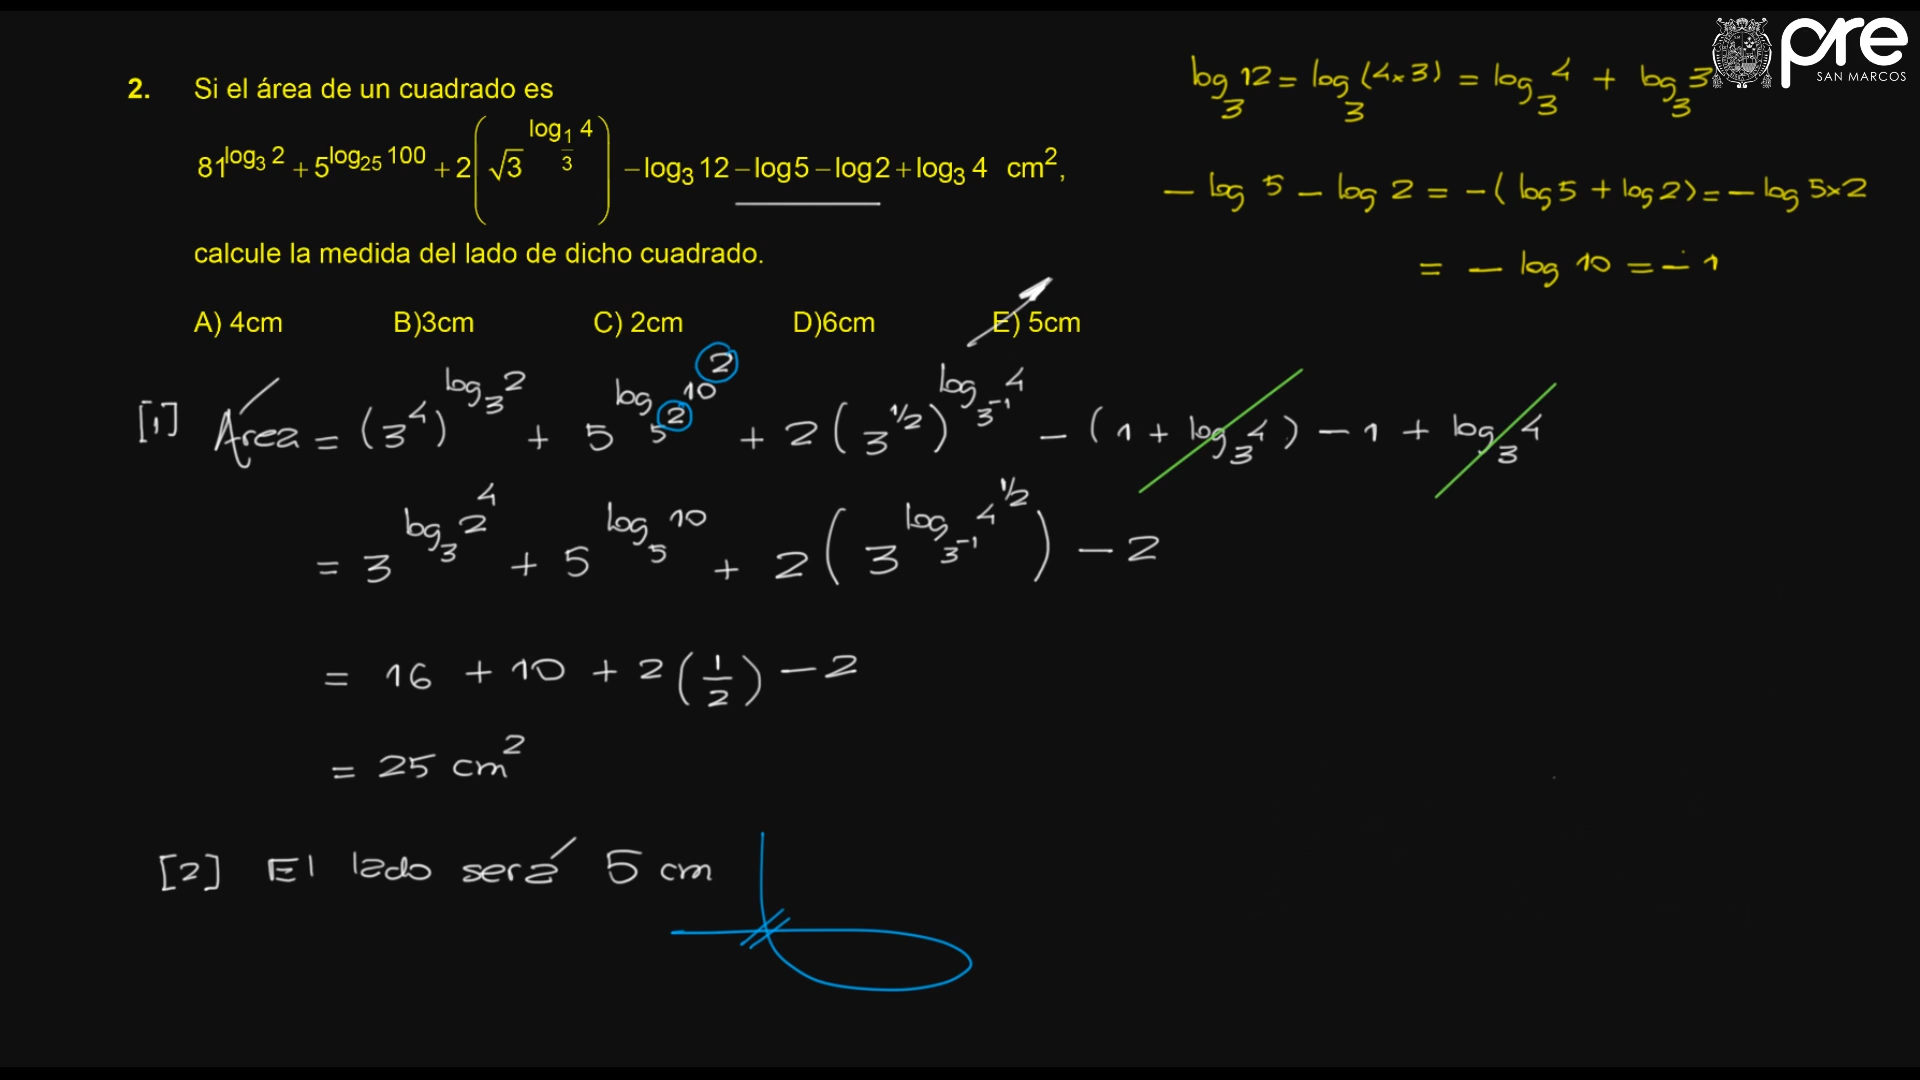 pre
SAN MARCOS
2. Si el área de un cuadrado es
81^{log₃ 2} + 5^{log₂₅ 100} + 2(√3^{log_{1/3} 4}) − log₃ 12 − log 5 − log 2 + log₃ 4 cm²,
calcule la medida del lado de dicho cuadrado.
A) 4cm B)3cm C) 2cm D)6cm E) 5cm
log₃ 12 = log₃ (4×3) = log₃ 4 + log₃ 3
− log 5 − log 2 = −(log 5 + log 2) = − log 5×2
= − log 10 = −1
[1] Área = (3⁴)^{log₃ 2} + 5^{log_{5²} 10²} + 2(3^{1/2})^{log_{3⁻¹} 4} − (1 + log₃ 4) − 1 + log₃ 4
= 3^{log₃ 2⁴} + 5^{log₅ 10} + 2(3^{log_{3⁻¹} 4^{1/2}}) − 2
= 16 + 10 + 2(1/2) − 2
= 25 cm²
[2] El lado será 5 cm